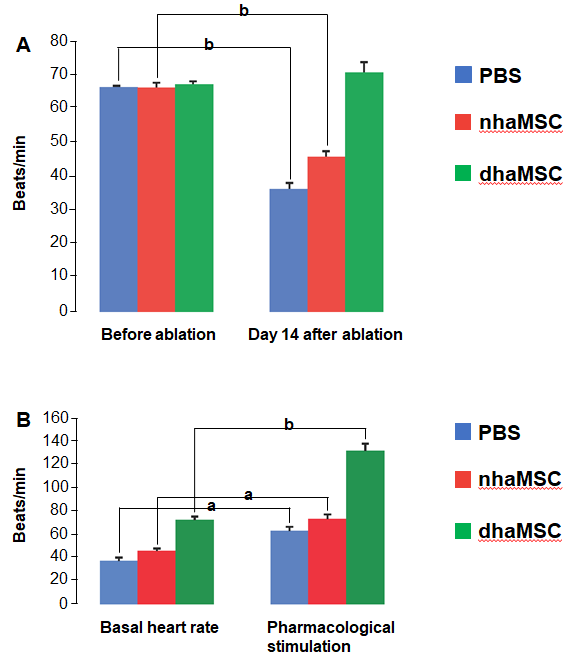 A
b
b
80
70
60
50
40
30
20
10
0
Beats/min
Before ablation
Day 14 after ablation
PBS
nhaMSC
dhaMSC
B
b
a
a
160
140
120
100
80
60
40
20
0
Beats/min
Basal heart rate
Pharmacological
stimulation
PBS
nhaMSC
dhaMSC